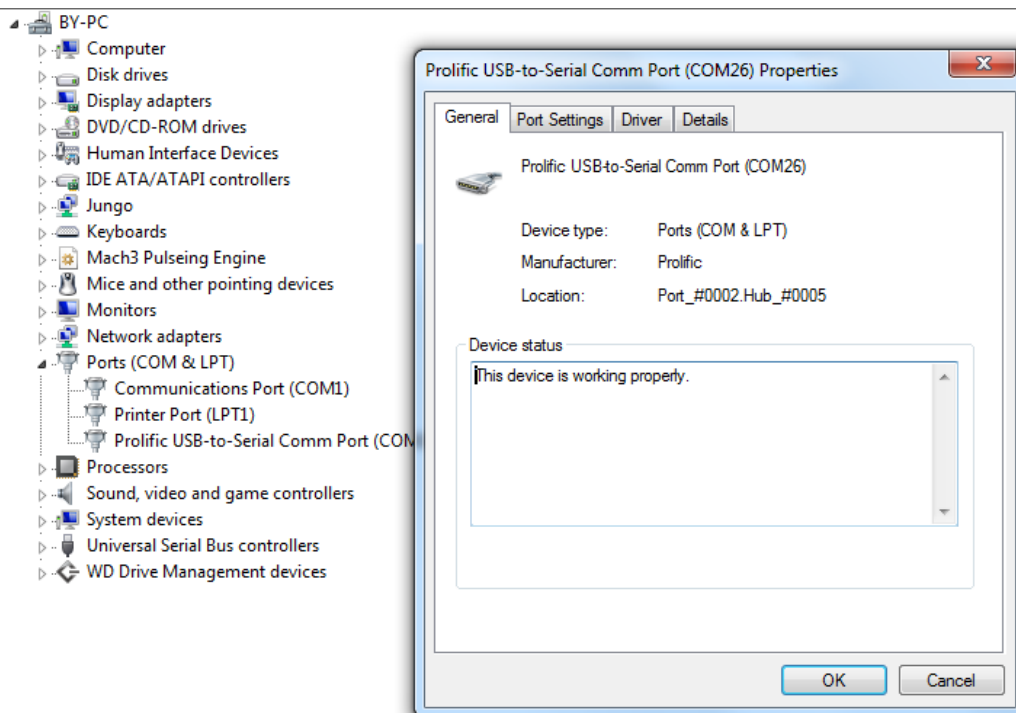 BY-PC
Computer
Disk drives
Display adapters
DVD/CD-ROM drives
Human Interface Devices
IDE ATA/ATAPI controllers
Jungo
Keyboards
Mach3 Pulseing Engine
Mice and other pointing devices
Monitors
Network adapters
Ports (COM & LPT)
Communications Port (COM1)
Printer Port (LPT1)
Prolific USB-to-Serial Comm Port (COM
Processors
Sound, video and game controllers
System devices
Universal Serial Bus controllers
WD Drive Management devices
Prolific USB-to-Serial Comm Port (COM26) Properties
General Port Settings Driver Details
Prolific USB-to-Serial Comm Port (COM26)
Device type: Ports (COM & LPT)
Manufacturer: Prolific
Location: Port_#0002.Hub_#0005
Device status
This device is working properly.
OK Cancel